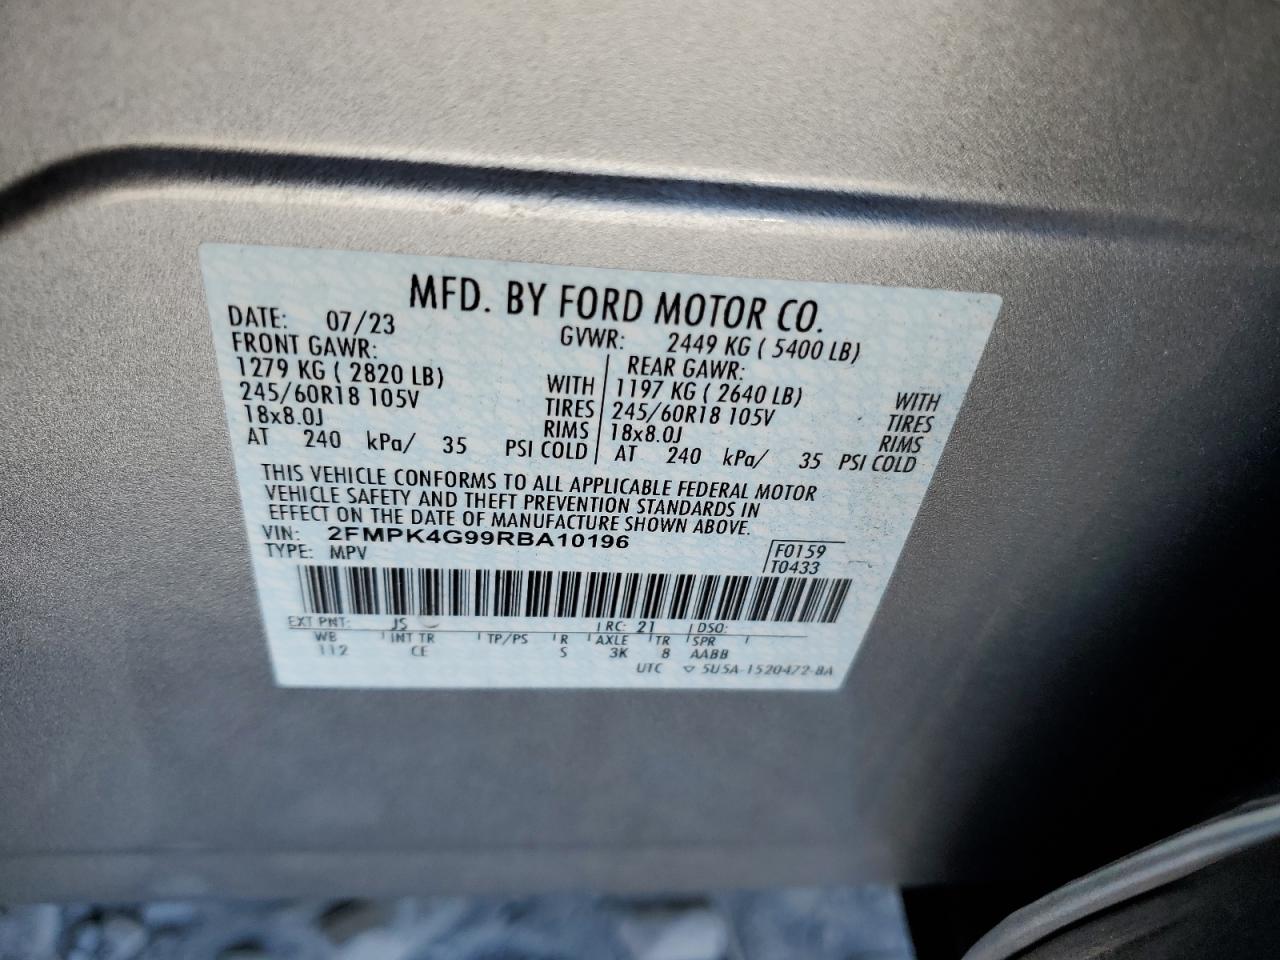 MFD. BY FORD MOTOR CO.
DATE: 07/23 GVWR: 2449 KG ( 5400 LB)
FRONT GAWR: REAR GAWR:
1279 KG ( 2820 LB) WITH 1197 KG ( 2640 LB) WITH
245/60R18 105V TIRES 245/60R18 105V TIRES
18x8.0J RIMS 18x8.0J RIMS
AT 240 kPa/ 35 PSI COLD AT 240 kPa/ 35 PSI COLD
THIS VEHICLE CONFORMS TO ALL APPLICABLE FEDERAL MOTOR
VEHICLE SAFETY AND THEFT PREVENTION STANDARDS IN
EFFECT ON THE DATE OF MANUFACTURE SHOWN ABOVE.
VIN: 2FMPK4G99RBA10196
TYPE: MPV
F0159
T0433
EXT PNT: JS RC: 21 DSO:
WB INT TR TP/PS R AXLE TR SPR
112 CE S 3K 8 AABB
UTC ▽ 5U5A-1520472-BA